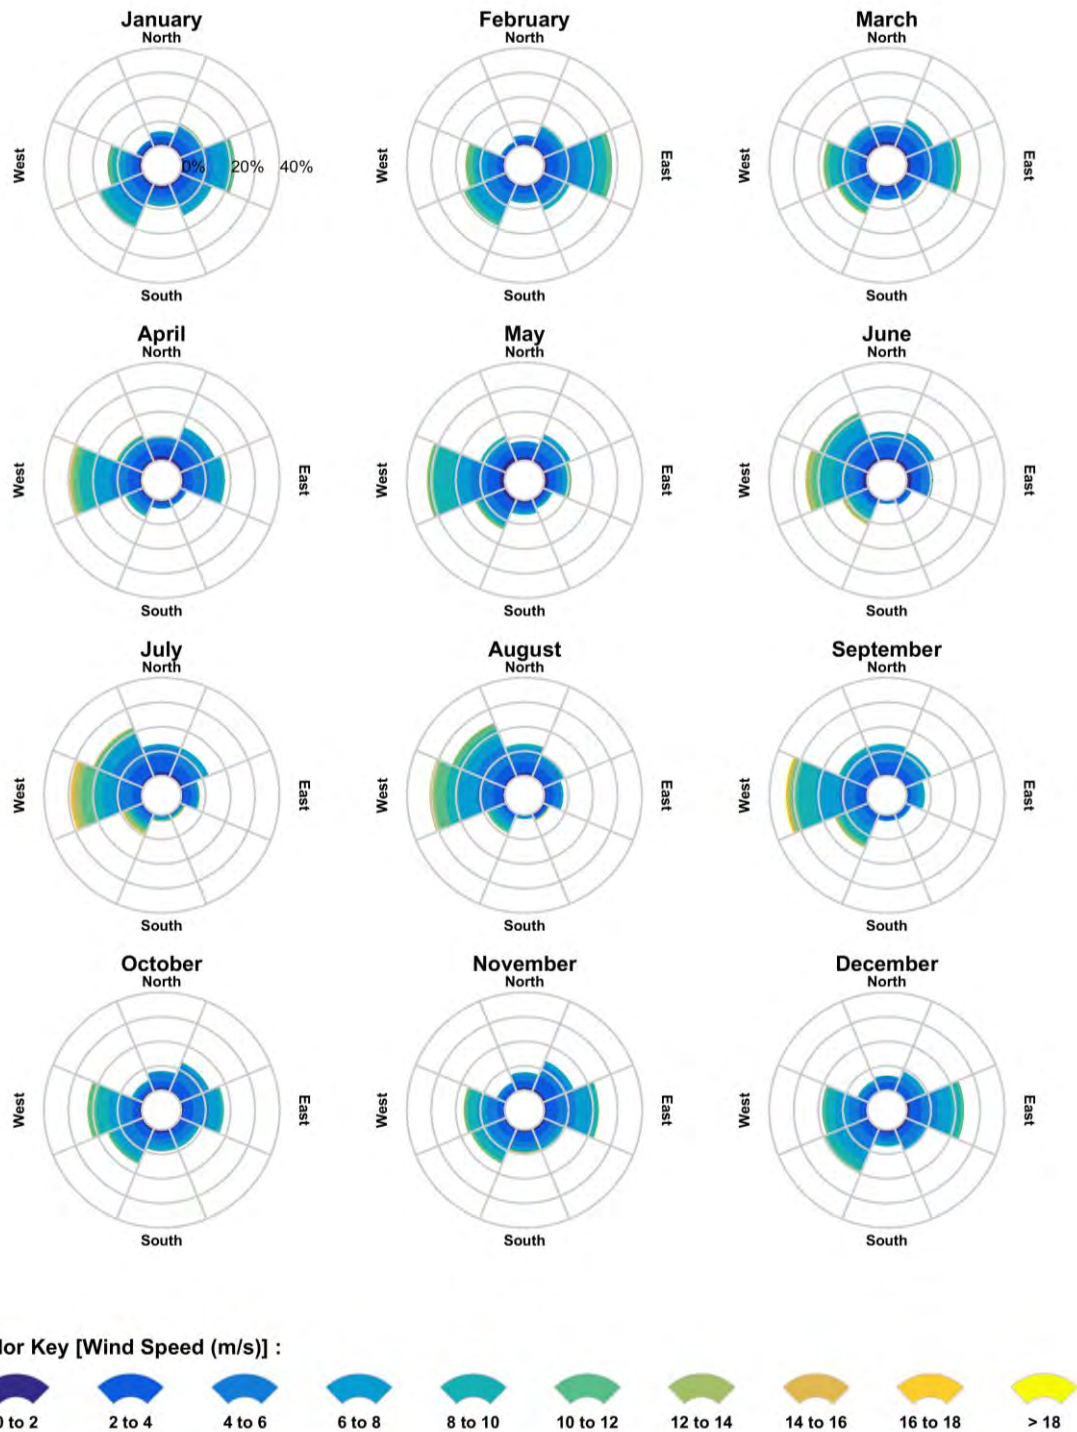 January February March
North North North
West 0% 20% 40% West East West East
South South South
April May June
North North North
West East West East West East
South South South
July August September
North North North
West East West East West East
South South South
October November December
North North North
West East West East West East
South South South
lor Key [Wind Speed (m/s)] :
0 to 2 2 to 4 4 to 6 6 to 8 8 to 10 10 to 12 12 to 14 14 to 16 16 to 18 > 18